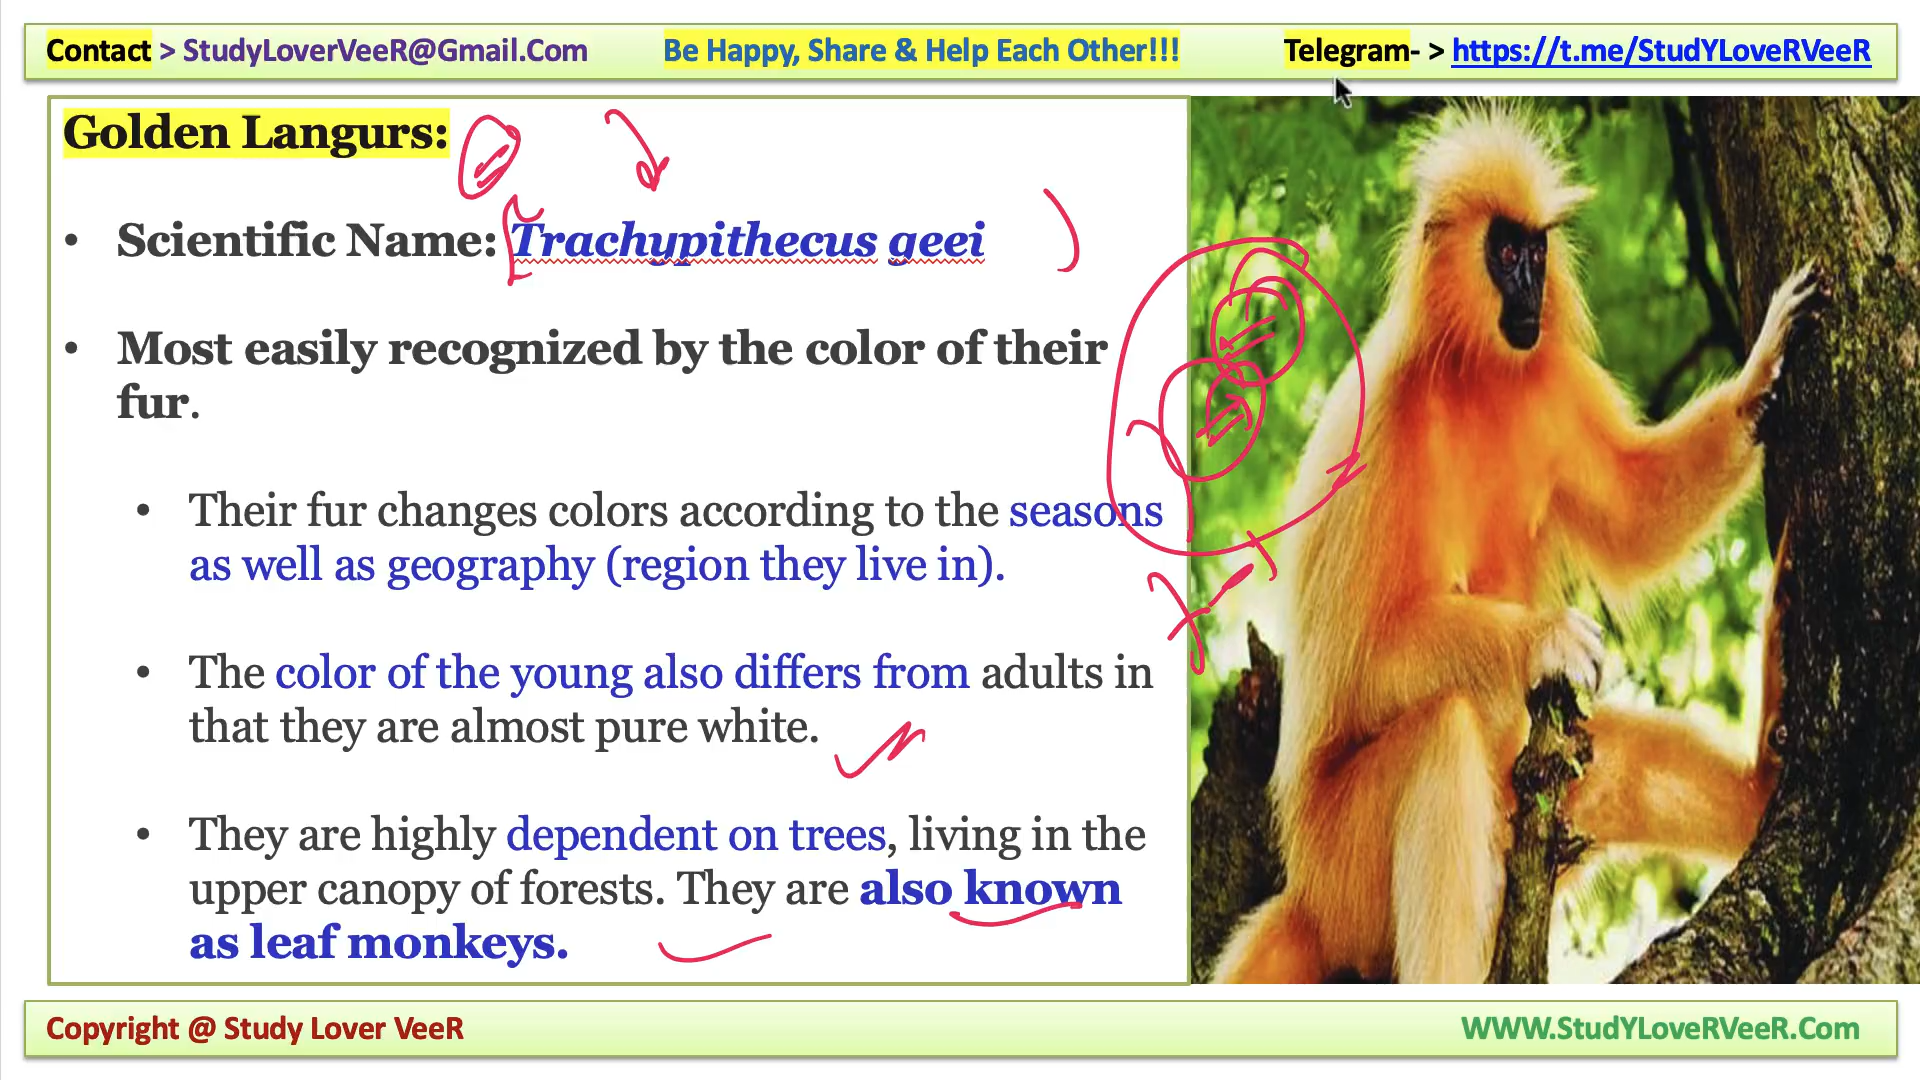 Contact > StudyLoverVeeR@Gmail.Com Be Happy, Share & Help Each Other!!! Telegram- > https://t.me/StudYLoveRVeeR
Golden Langurs:
• Scientific Name: Trachypithecus geei
• Most easily recognized by the color of their
fur.
• Their fur changes colors according to the seasons
as well as geography (region they live in).
• The color of the young also differs from adults in
that they are almost pure white.
• They are highly dependent on trees, living in the
upper canopy of forests. They are also known
as leaf monkeys.
Copyright @ Study Lover VeeR WWW.StudYLoveRVeeR.Com